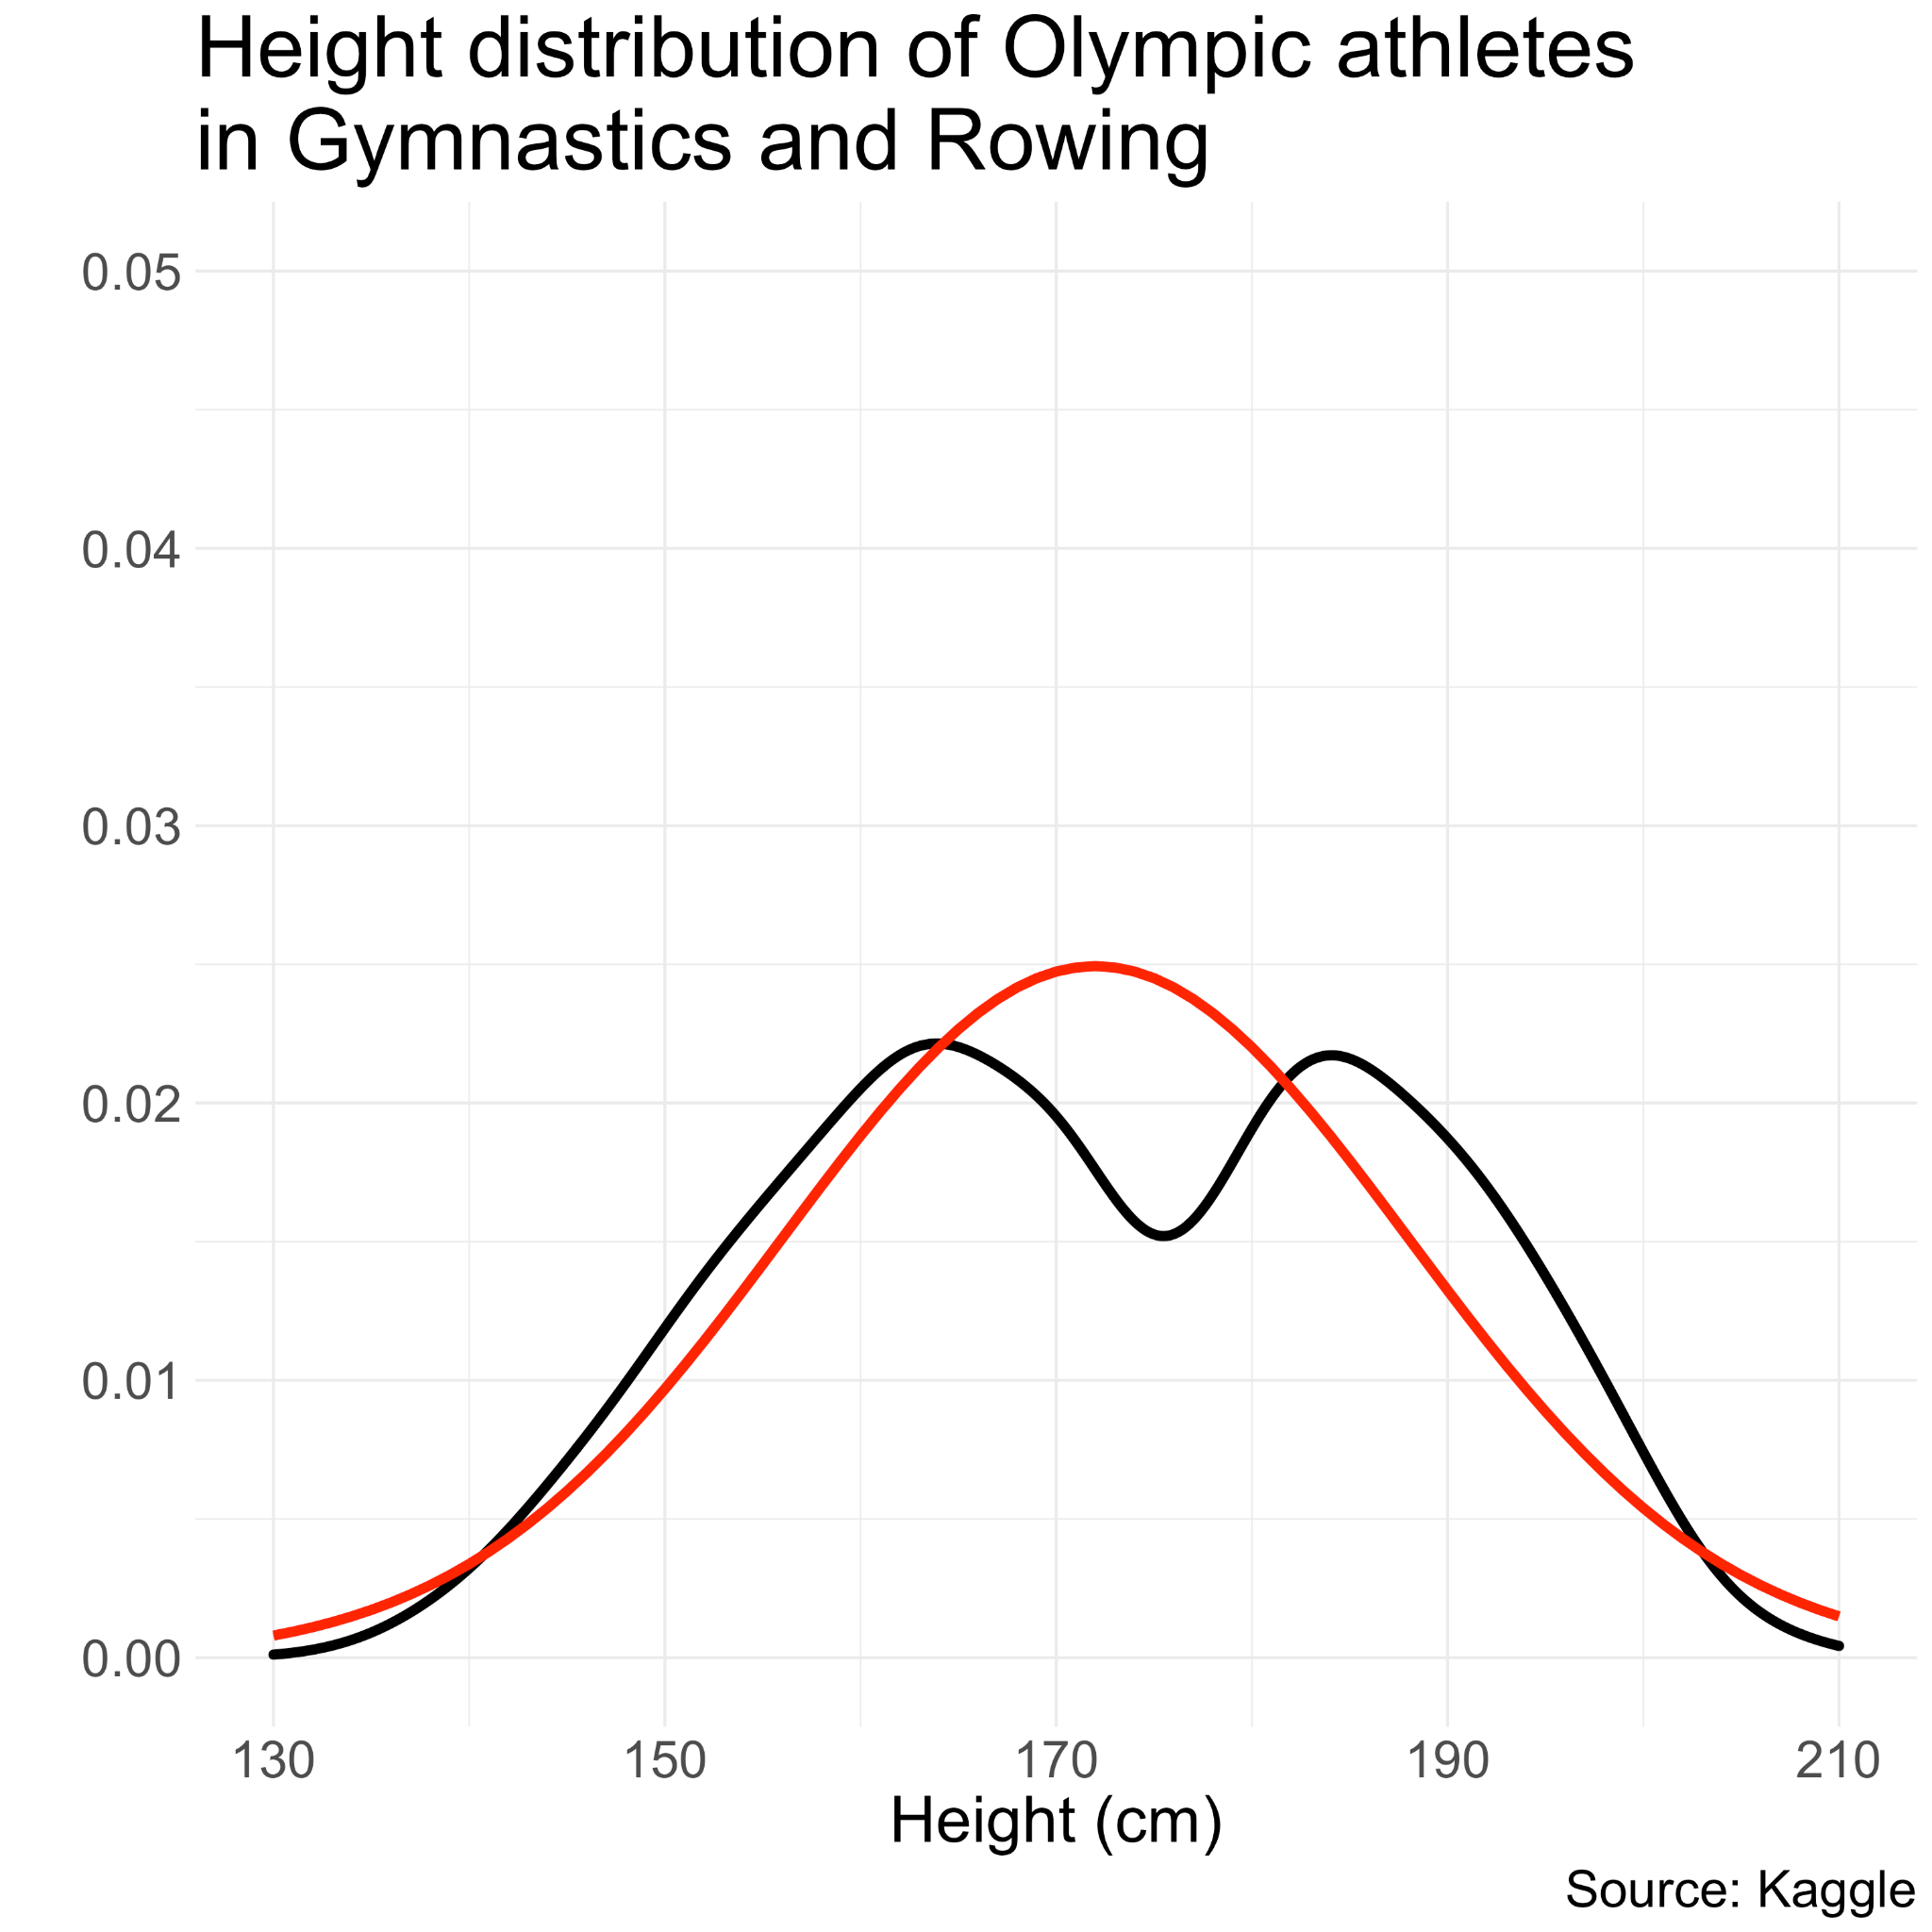 Height distribution of Olympic athletes
in Gymnastics and Rowing
0.05
0.04
0.03
0.02
0.01
0.00
130 150 170 190 210
Height (cm)
Source: Kaggle